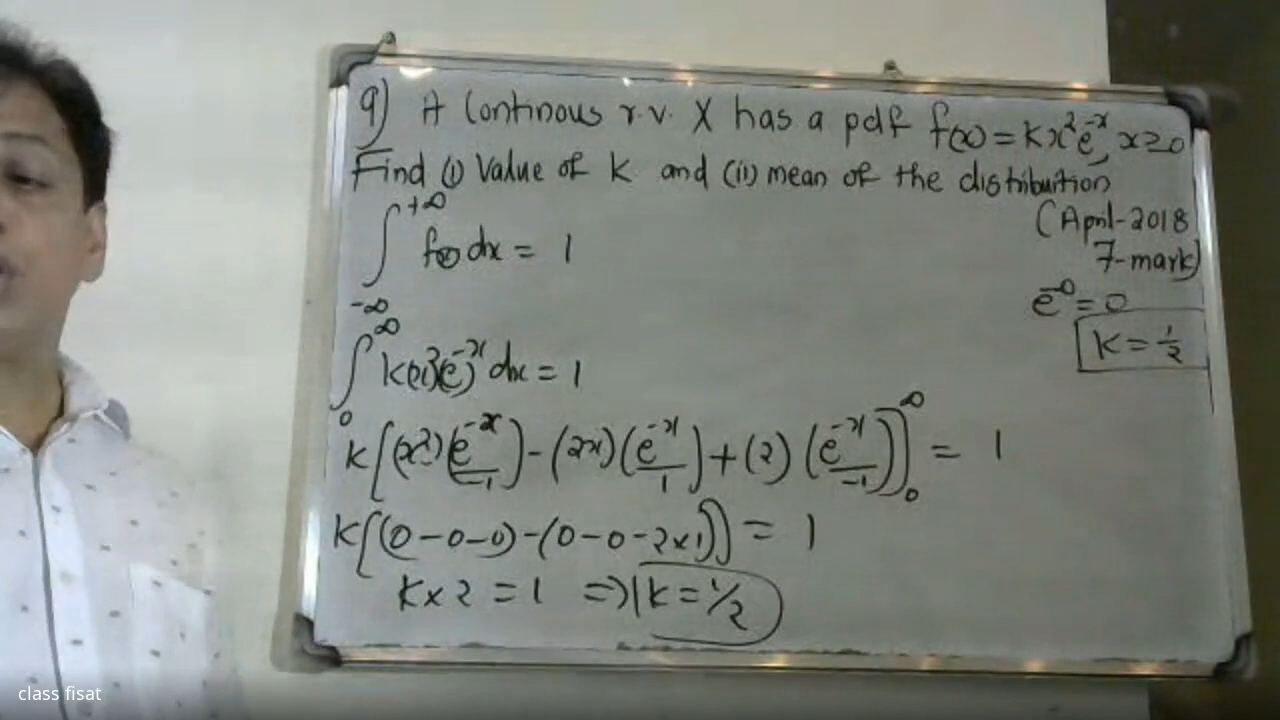 9) A Continous r.v. X has a pdf f(x) = kx²e⁻ˣ, x≥0
Find (i) Value of K and (ii) mean of the distribuition
(April-2018
7-mark)
∫₋∞⁺∞ f(x) dx = 1
e⁻∞ = 0
K = 1/2
∫₀∞ k(x²)(e⁻ˣ) dx = 1
k[(x²)(e⁻ˣ/-1) - (2x)(e⁻ˣ/1) + (2)(e⁻ˣ/-1)]₀∞ = 1
k[(0-0-0)-(0-0-2×1)] = 1
k×2 = 1 ⇒ k = 1/2
class fisat